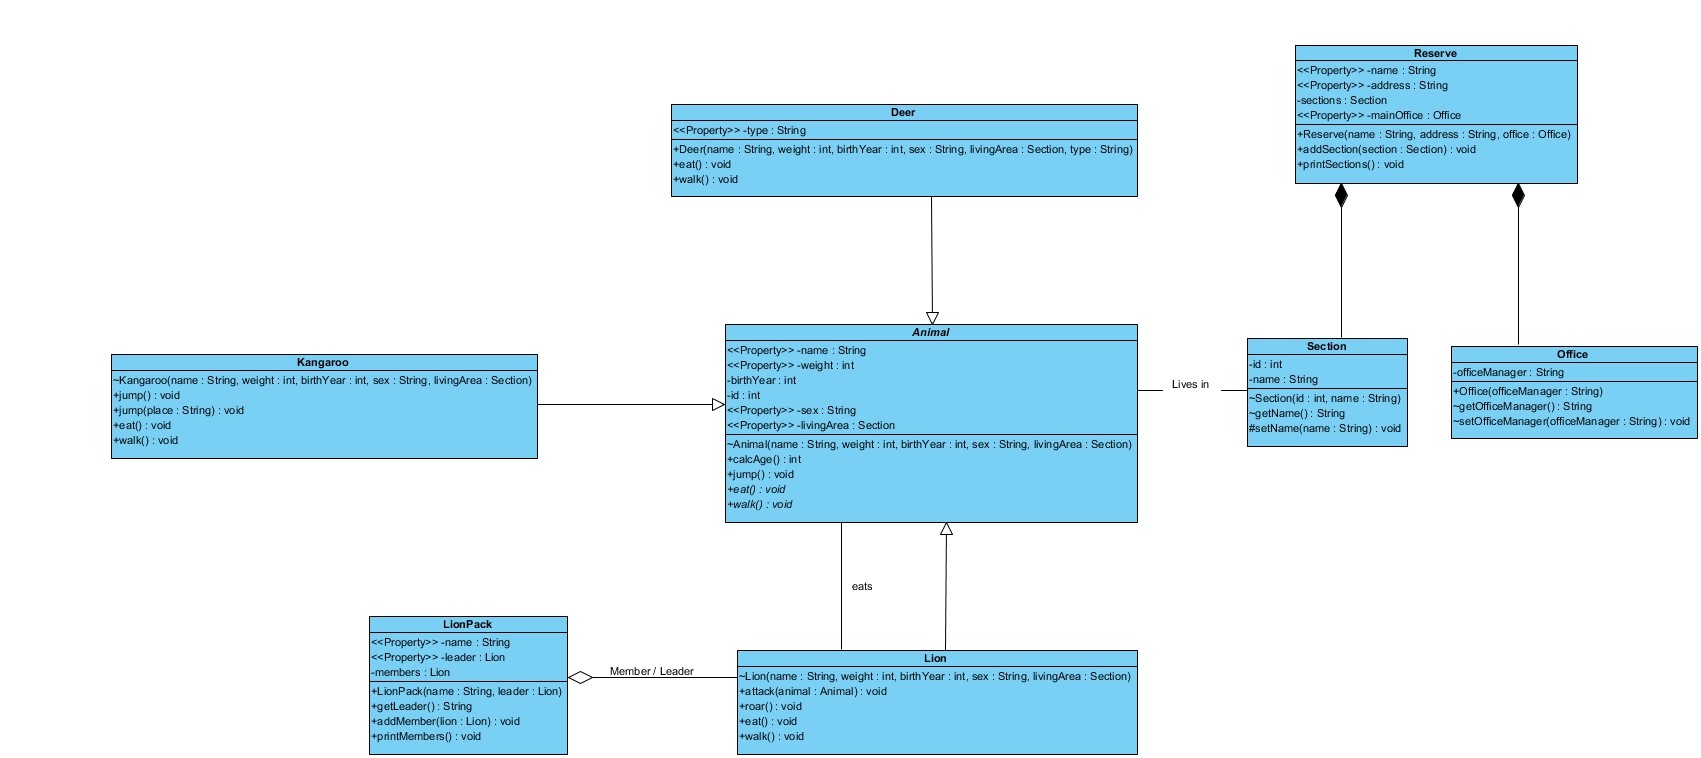 Reserve
<<Property>> -name : String
<<Property>> -address : String
-sections : Section
<<Property>> -mainOffice : Office
+Reserve(name : String, address : String, office : Office)
+addSection(section : Section) : void
+printSections() : void
Deer
<<Property>> -type : String
+Deer(name : String, weight : int, birthYear : int, sex : String, livingArea : Section, type : String)
+eat() : void
+walk() : void
Animal
<<Property>> -name : String
<<Property>> -weight : int
-birthYear : int
-id : int
<<Property>> -sex : String
<<Property>> -livingArea : Section
~Animal(name : String, weight : int, birthYear : int, sex : String, livingArea : Section)
+calcAge() : int
+jump() : void
+eat() : void
+walk() : void
Kangaroo
~Kangaroo(name : String, weight : int, birthYear : int, sex : String, livingArea : Section)
+jump() : void
+jump(place : String) : void
+eat() : void
+walk() : void
Lives in
Section
-id : int
-name : String
~Section(id : int, name : String)
~getName() : String
#setName(name : String) : void
Office
-officeManager : String
+Office(officeManager : String)
~getOfficeManager() : String
~setOfficeManager(officeManager : String) : void
eats
LionPack
<<Property>> -name : String
<<Property>> -leader : Lion
-members : Lion
+LionPack(name : String, leader : Lion)
+getLeader() : String
+addMember(lion : Lion) : void
+printMembers() : void
Member / Leader
Lion
~Lion(name : String, weight : int, birthYear : int, sex : String, livingArea : Section)
+attack(animal : Animal) : void
+roar() : void
+eat() : void
+walk() : void